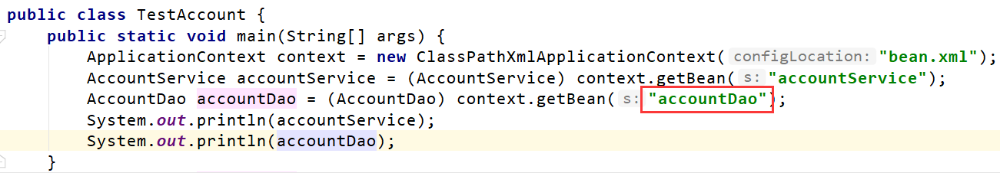 public class TestAccount {
    public static void main(String[] args) {
        ApplicationContext context = new ClassPathXmlApplicationContext( configLocation: "bean.xml");
        AccountService accountService = (AccountService) context.getBean( s: "accountService");
        AccountDao accountDao = (AccountDao) context.getBean( s: "accountDao");
        System.out.println(accountService);
        System.out.println(accountDao);
    }